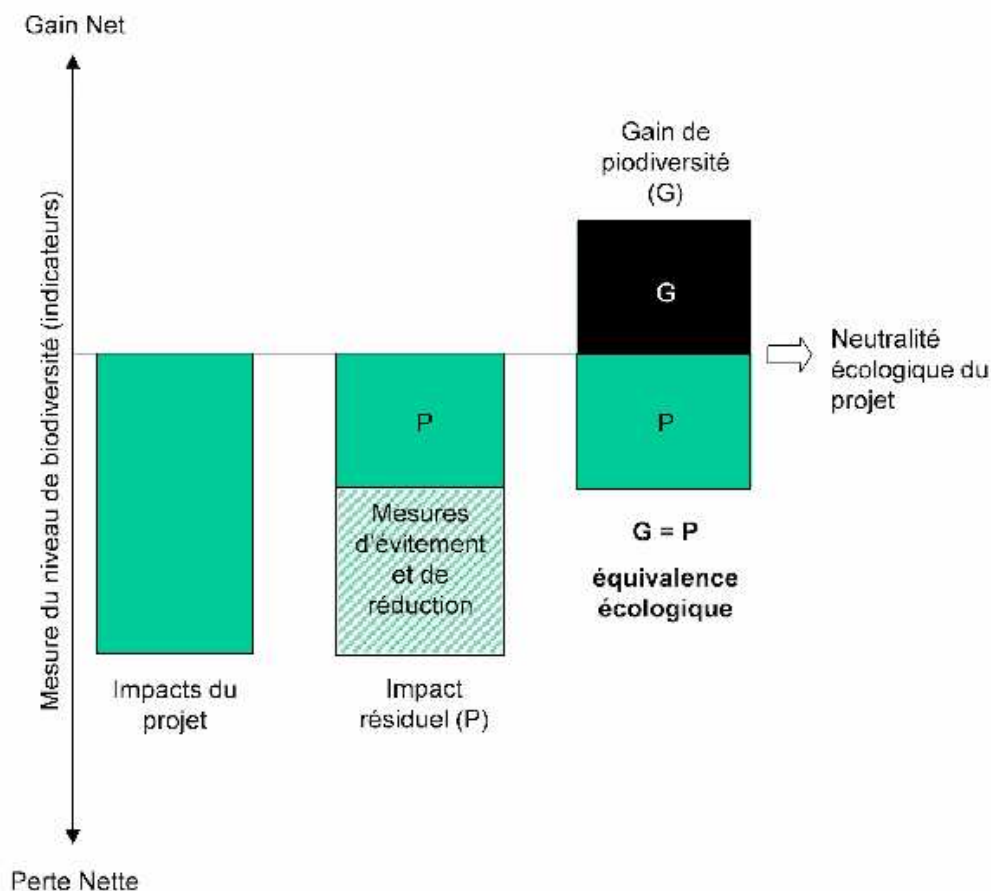 Gain Net
Mesure du niveau de biodiversité (indicateurs)
Gain de
piodiversité
(G)
G
Neutralité
écologique du
projet
P
P
Mesures
d'évitement
et de
réduction
G = P
équivalence
écologique
Impacts du
projet
Impact
résiduel (P)
Perte Nette